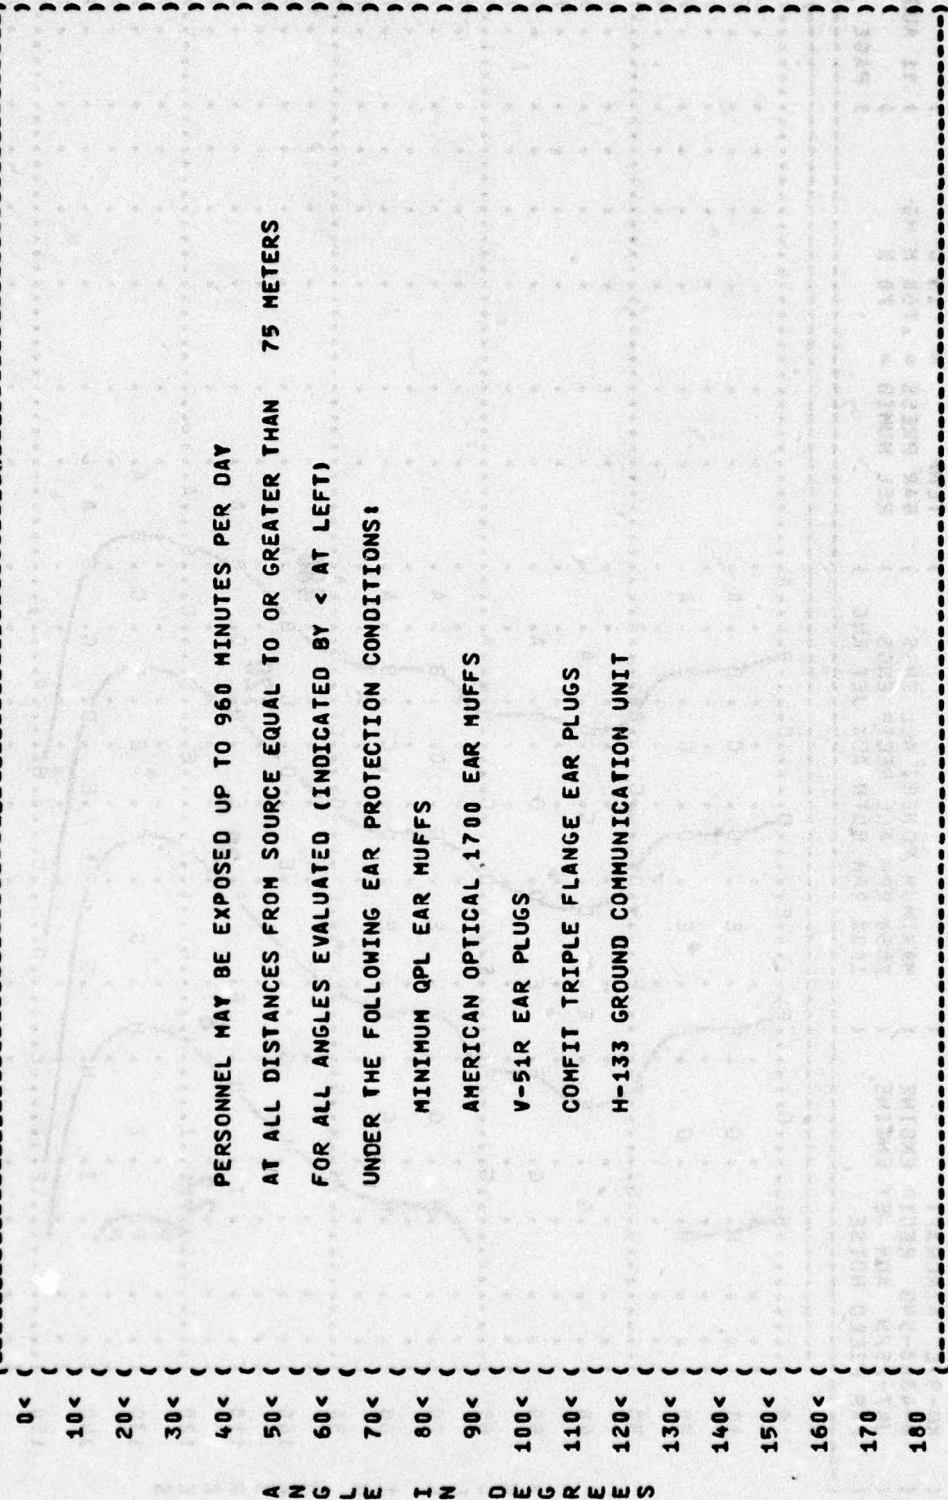 PERSONNEL MAY BE EXPOSED UP TO 960 MINUTES PER DAY
AT ALL DISTANCES FROM SOURCE EQUAL TO OR GREATER THAN 75 METERS
FOR ALL ANGLES EVALUATED (INDICATED BY < AT LEFT)
UNDER THE FOLLOWING EAR PROTECTION CONDITIONS:
MINIMUM QPL EAR MUFFS
AMERICAN OPTICAL 1700 EAR MUFFS
V-51R EAR PLUGS
COMFIT TRIPLE FLANGE EAR PLUGS
H-133 GROUND COMMUNICATION UNIT
0<
10<
20<
30<
40<
50<
60<
70<
80<
90<
100<
110<
120<
130<
140<
150<
160<
170
180
ANGLE IN DEGREES